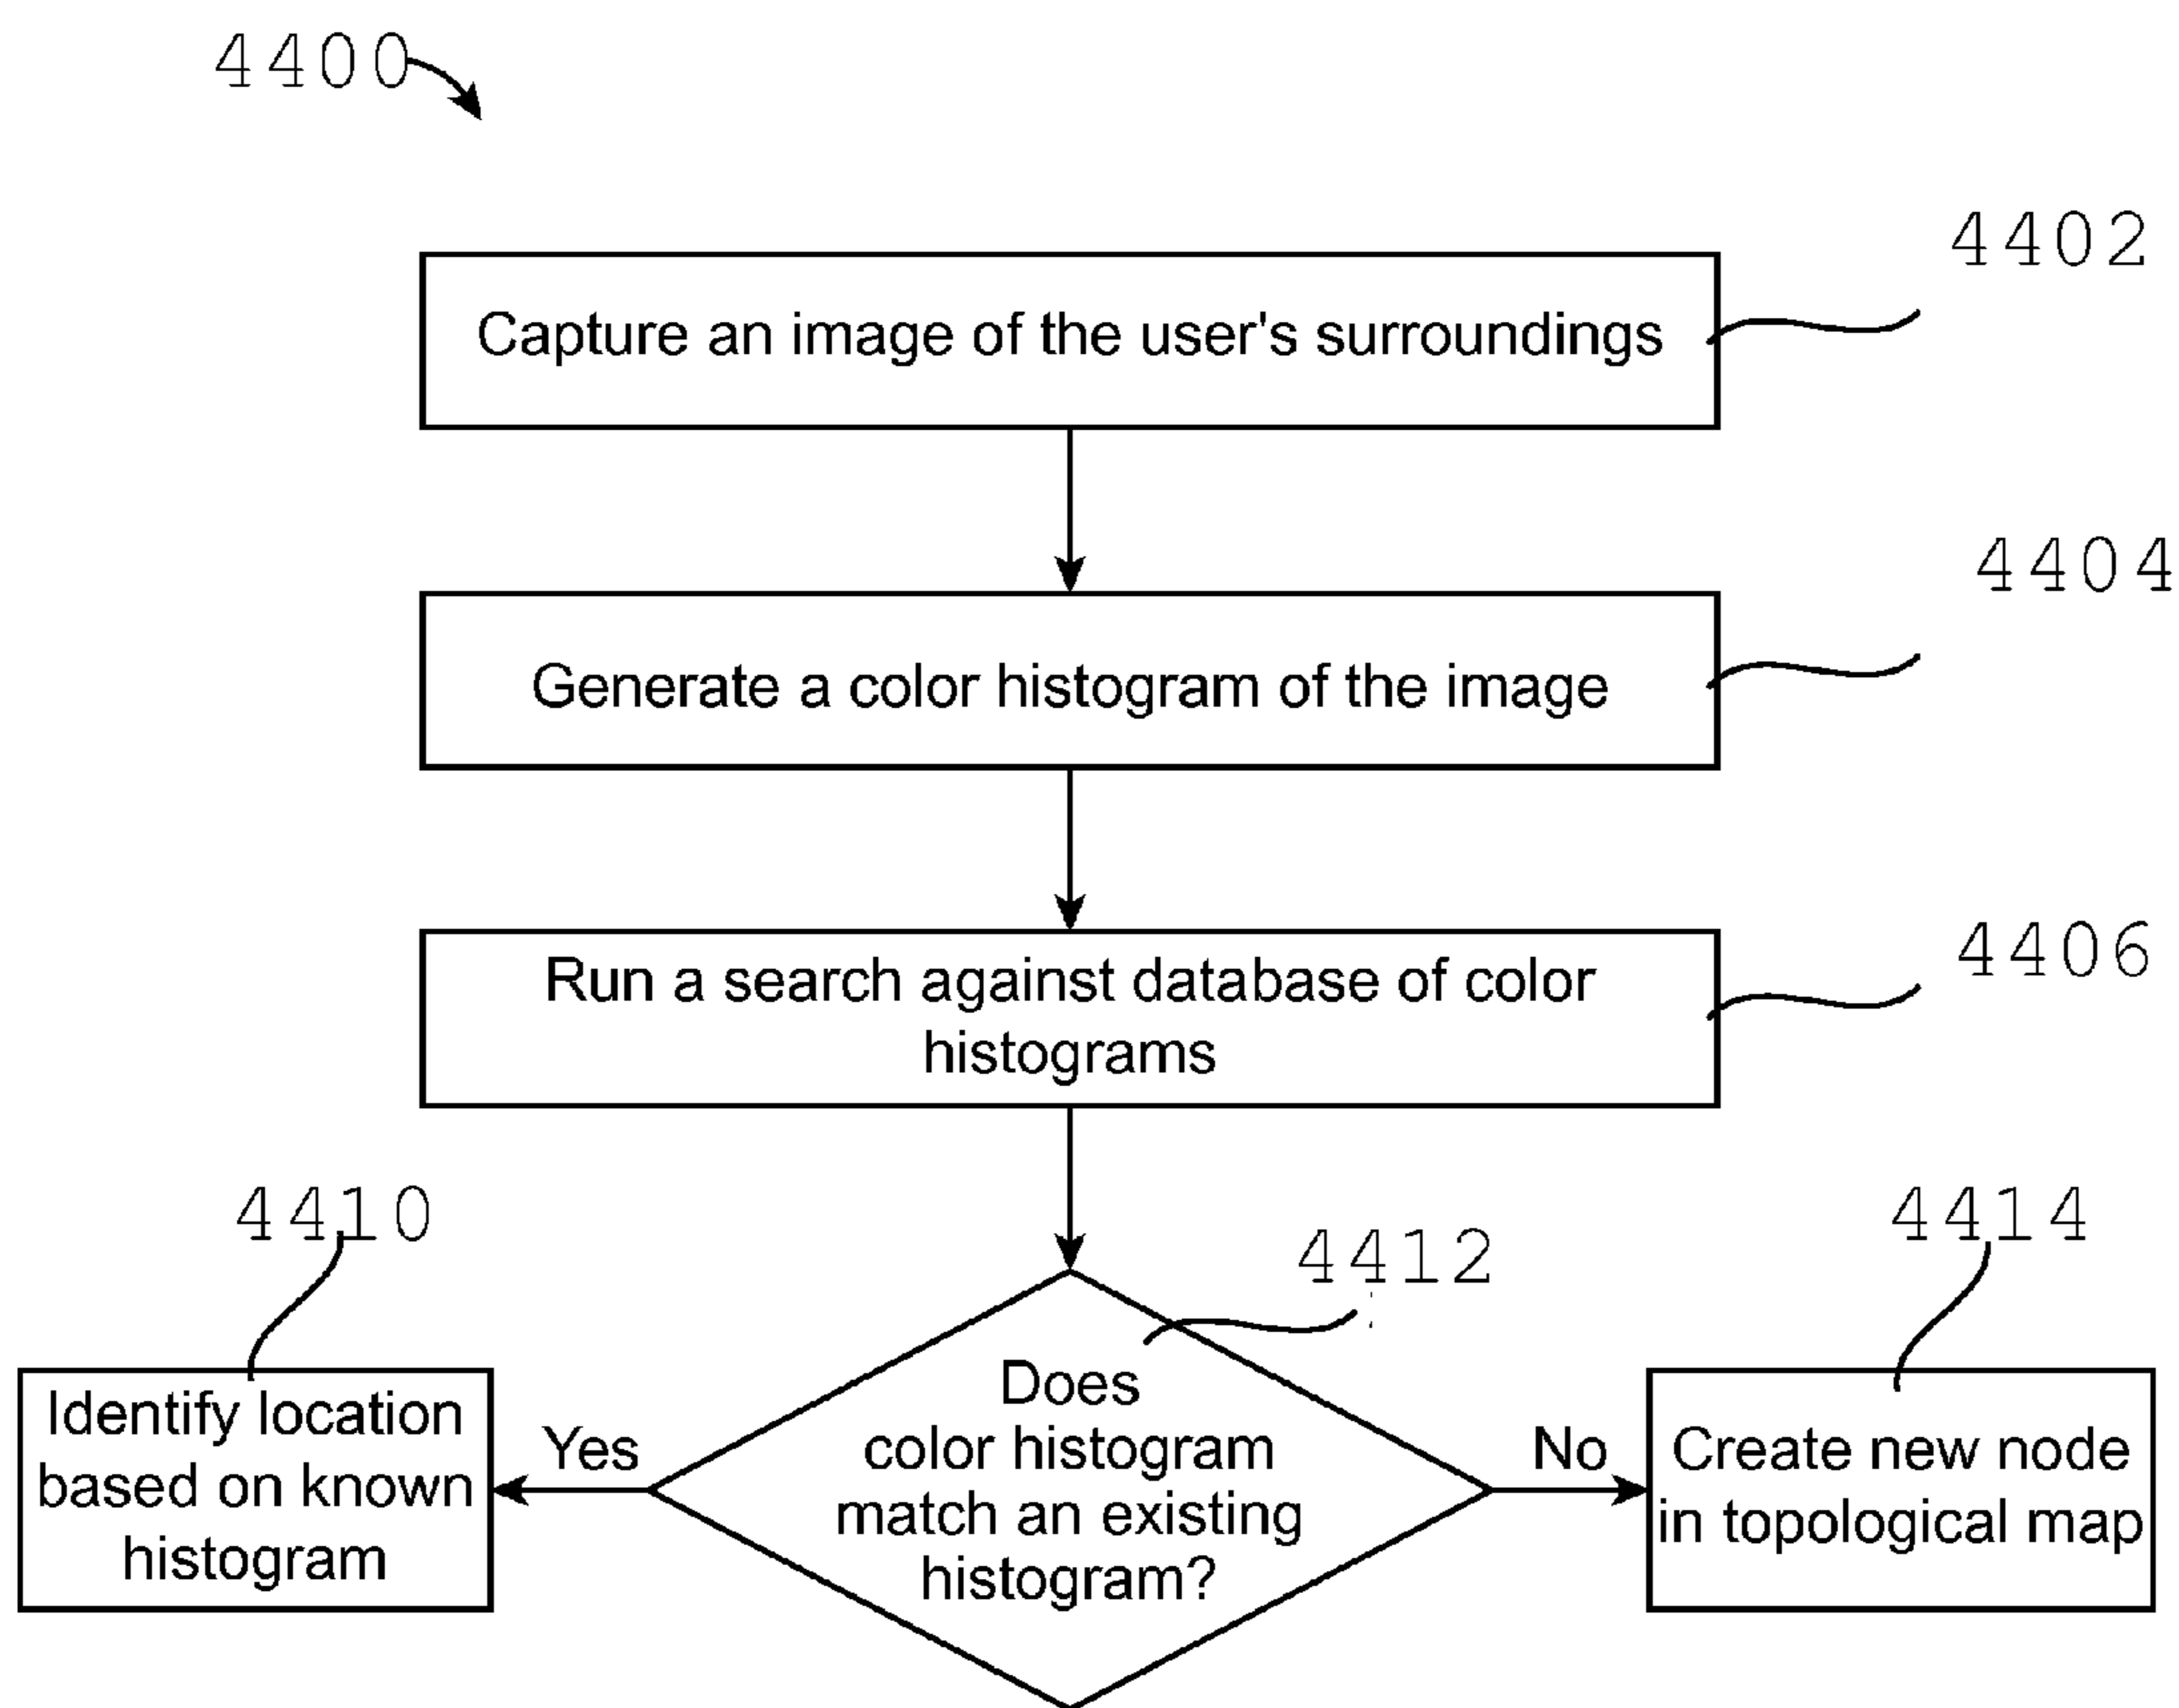 4400
4402
Capture an image of the user's surroundings
4404
Generate a color histogram of the image
4406
Run a search against database of color
histograms
4410
4412
4414
Identify location
based on known
histogram
Yes
Does
color histogram
match an existing
histogram?
No
Create new node
in topological map